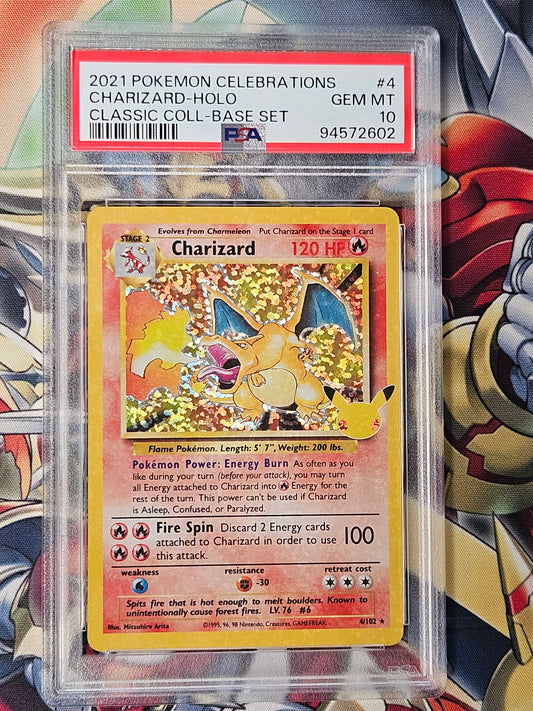 2021 POKEMON CELEBRATIONS #4
CHARIZARD-HOLO GEM MT
CLASSIC COLL-BASE SET 10
PSA 94572602
Evolves from Charmeleon Put Charizard on the Stage 1 card
STAGE 2
Charizard 120 HP
Flame Pokémon. Length: 5' 7", Weight: 200 lbs.
Pokémon Power: Energy Burn As often as you
like during your turn (before your attack), you may turn
all Energy attached to Charizard into Energy for the
rest of the turn. This power can't be used if Charizard
is Asleep, Confused, or Paralyzed.
Fire Spin Discard 2 Energy cards
attached to Charizard in order to use 100
this attack.
weakness resistance retreat cost
-30
Spits fire that is hot enough to melt boulders. Known to
unintentionally cause forest fires. LV. 76 #6
Illus. Mitsuhiro Arita ©1995, 96, 98 Nintendo, Creatures, GAMEFREAK. 4/102 ★